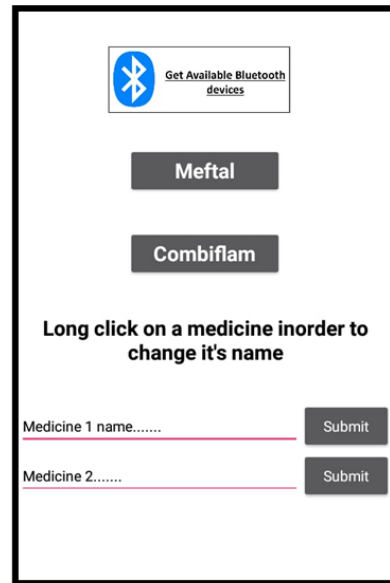 Get Available Bluetooth
devices
Meftal
Combiflam
Long click on a medicine inorder to
change it's name
Medicine 1 name.......
Submit
Medicine 2.......
Submit